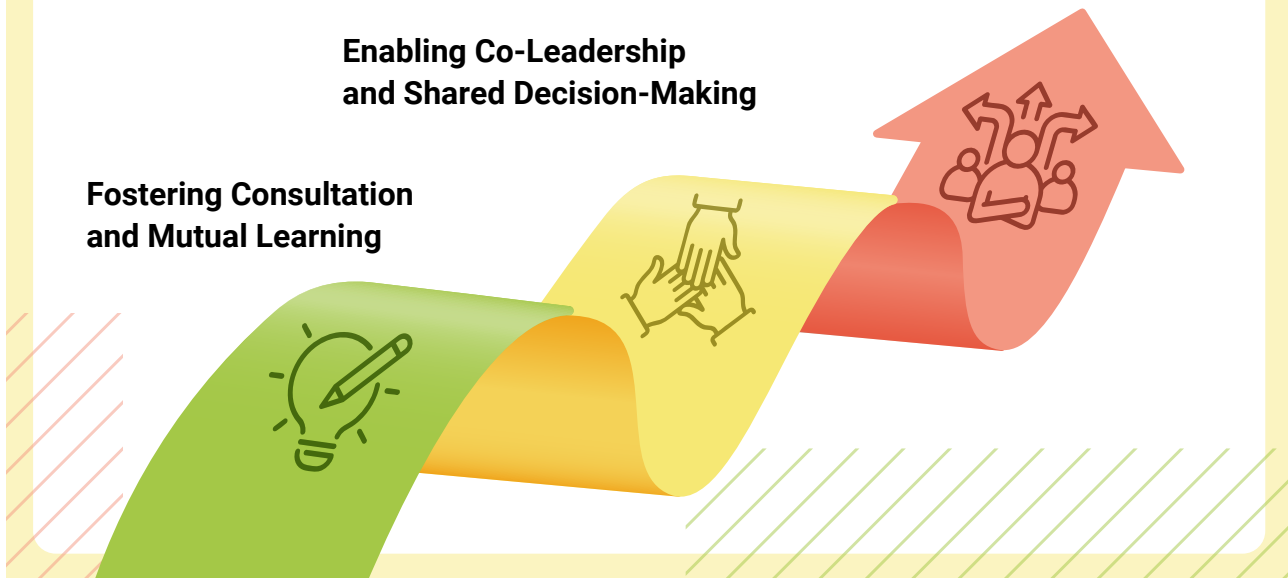 Enabling Co-Leadership
and Shared Decision-Making
Fostering Consultation
and Mutual Learning